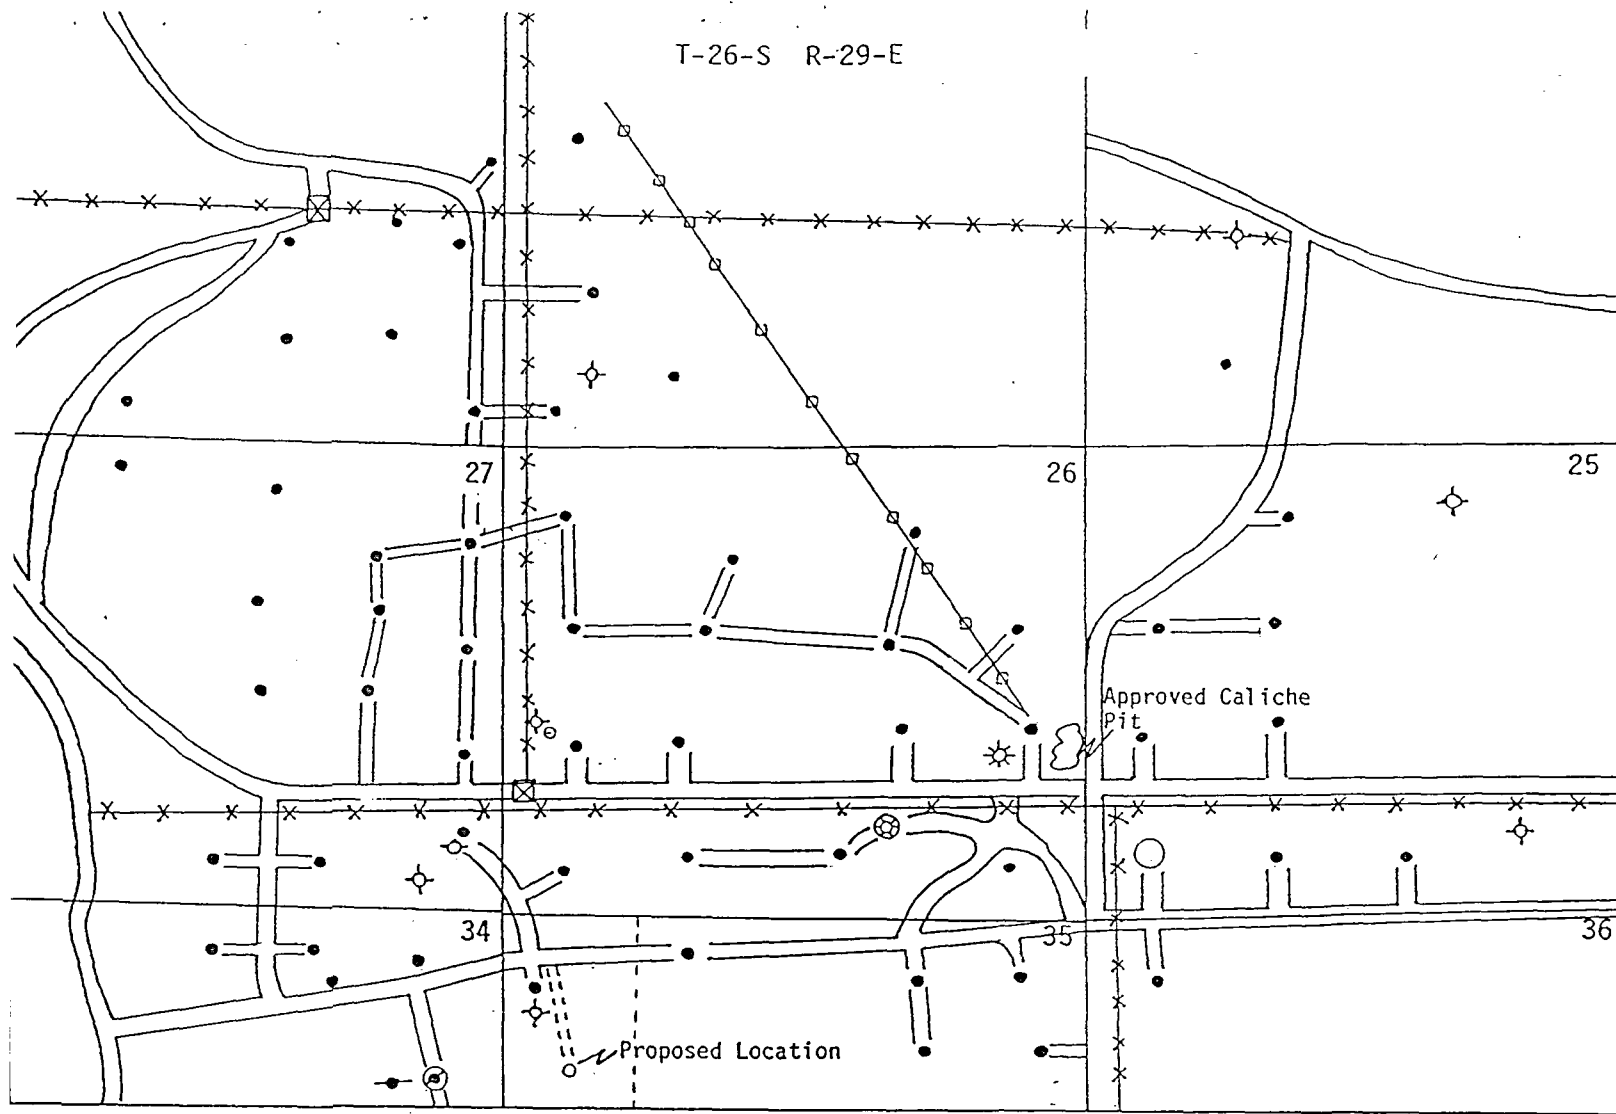 T-26-S R-29-E
27
26
25
Approved Caliche
Pit
34
35
36
Proposed Location